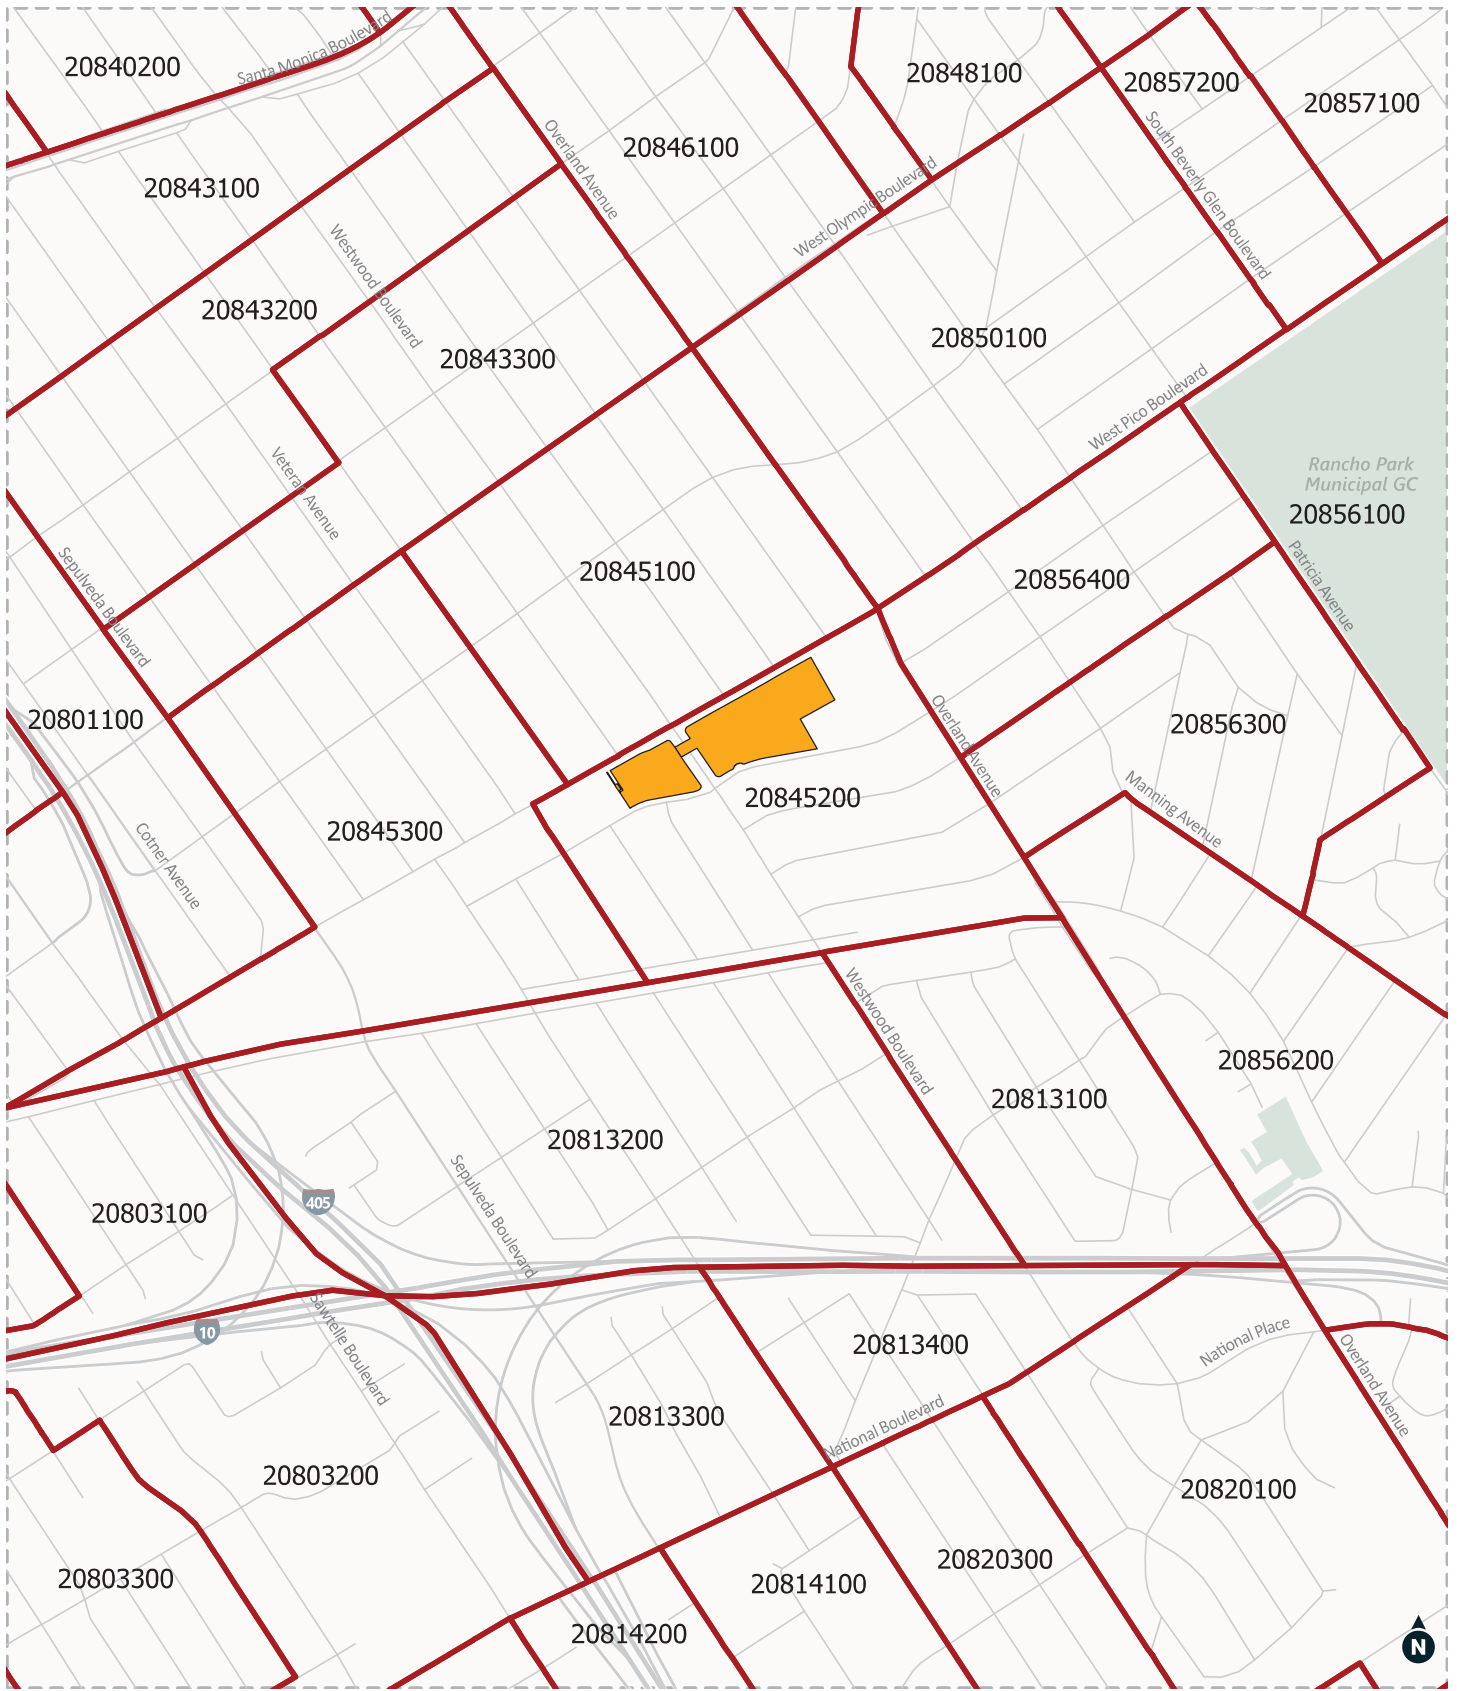 Santa Monica Boulevard
20840200
20848100
20857200
20857100
Overland Avenue
South Beverly Glen Boulevard
20846100
20843100
West Olympic Boulevard
Westwood Boulevard
20843200
20850100
20843300
West Pico Boulevard
Rancho Park
Municipal GC
20856100
Veteran Avenue
Sepulveda Boulevard
Patricia Avenue
20845100
20856400
20801100
20856300
Overland Avenue
20845200
Manning Avenue
20845300
Cotner Avenue
Westwood Boulevard
20856200
20813100
20813200
Sepulveda Boulevard
405
20803100
Sawtelle Boulevard
10
20813400
National Place
Overland Avenue
20813300
National Boulevard
20803200
20820100
20820300
20803300
20814100
20814200
N